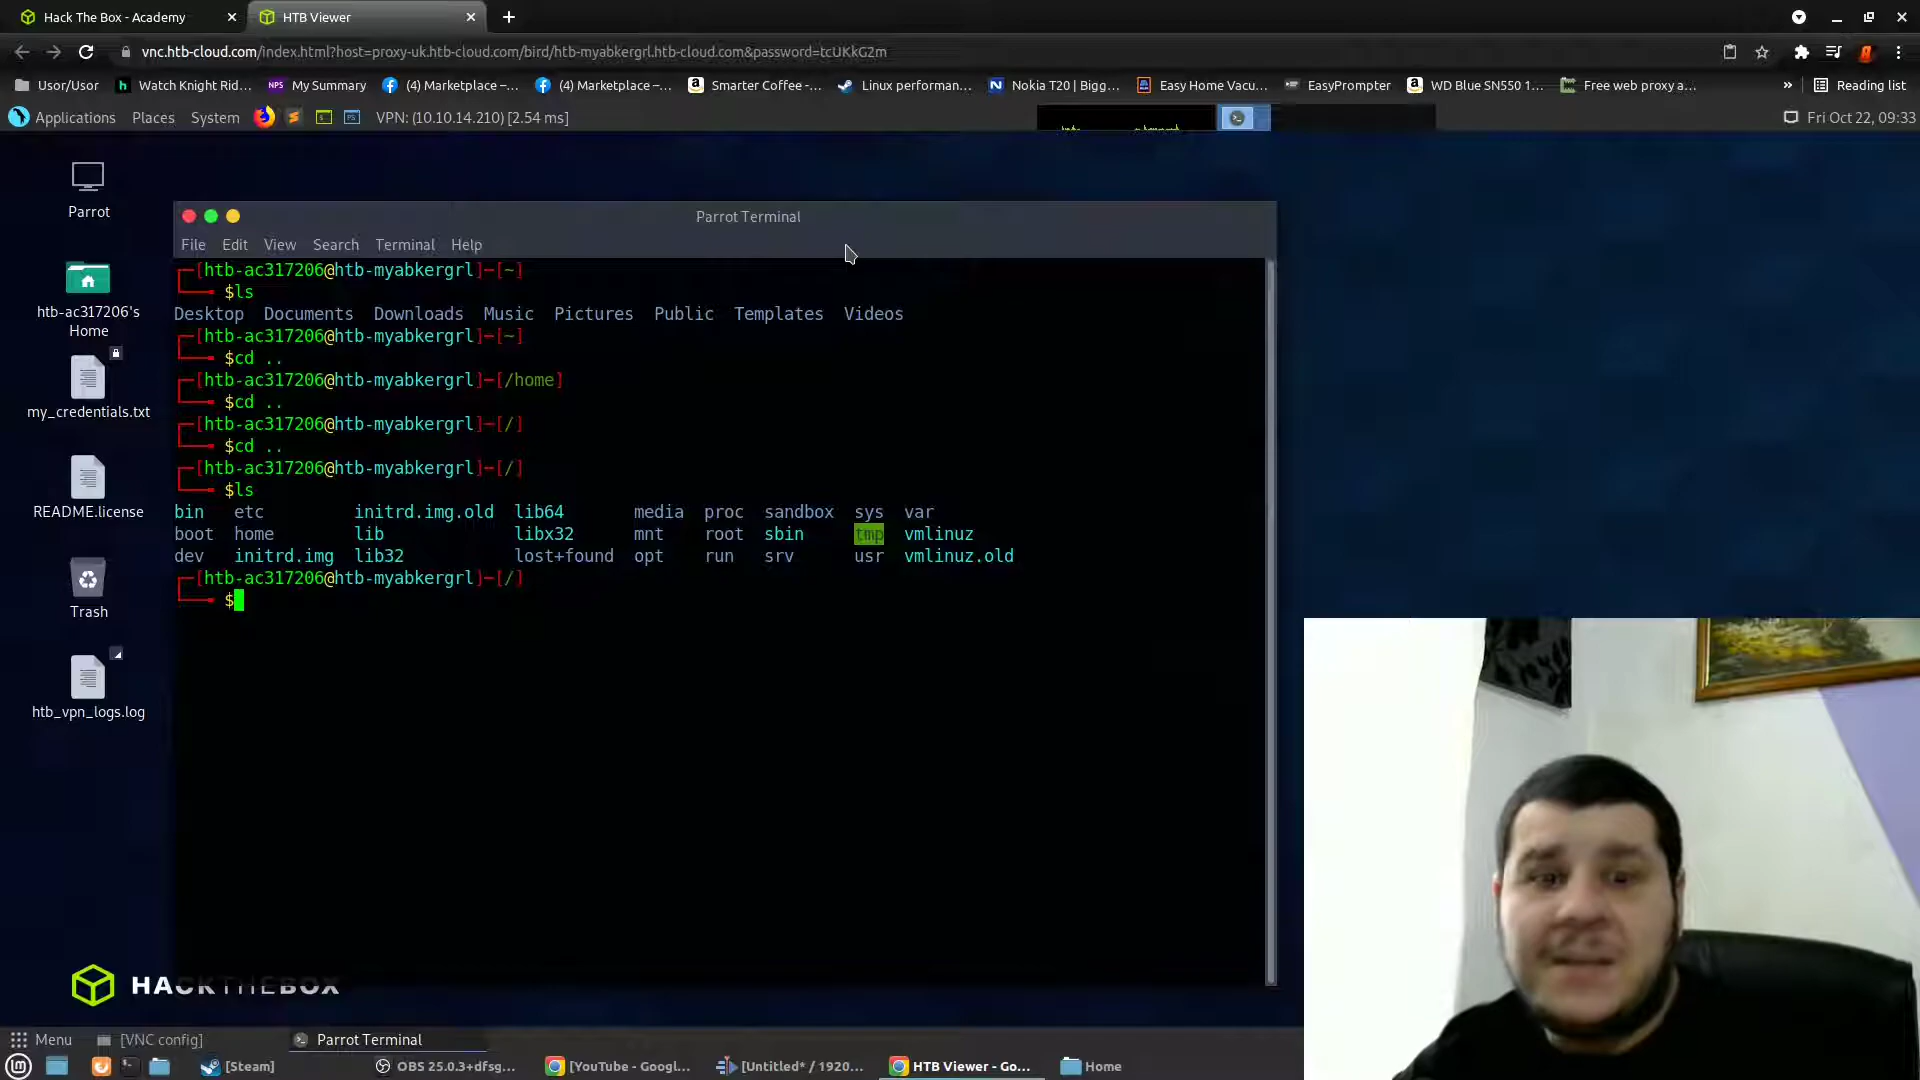 Hack The Box - Academy
HTB Viewer
vnc.htb-cloud.com/index.html?host=proxy-uk.htb-cloud.com/bird/htb-myabkergrl.htb-cloud.com&password=tcUKkG2m
Usor/Usor
Watch Knight Rid...
NPS My Summary
(4) Marketplace –...
(4) Marketplace –...
Smarter Coffee -...
Linux performan...
Nokia T20 | Bigg...
Easy Home Vacu...
EasyPrompter
WD Blue SN550 1...
Free web proxy a...
»
Reading list
Applications Places System VPN: (10.10.14.210) [2.54 ms]
Fri Oct 22, 09:33
Parrot
htb-ac317206's
Home
my_credentials.txt
README.license
Trash
htb_vpn_logs.log
Parrot Terminal
File Edit View Search Terminal Help
[htb-ac317206@htb-myabkergrl]─[~]
$ls
Desktop Documents Downloads Music Pictures Public Templates Videos
[htb-ac317206@htb-myabkergrl]─[~]
$cd ..
[htb-ac317206@htb-myabkergrl]─[/home]
$cd ..
[htb-ac317206@htb-myabkergrl]─[/]
$cd ..
[htb-ac317206@htb-myabkergrl]─[/]
$ls
bin etc initrd.img.old lib64 media proc sandbox sys var
boot home lib libx32 mnt root sbin tmp vmlinuz
dev initrd.img lib32 lost+found opt run srv usr vmlinuz.old
[htb-ac317206@htb-myabkergrl]─[/]
$
HACKTHEBOX
Menu
[VNC config]
Parrot Terminal
[Steam]
OBS 25.0.3+dfsg...
[YouTube - Googl...
[Untitled* / 1920...
HTB Viewer - Go...
Home